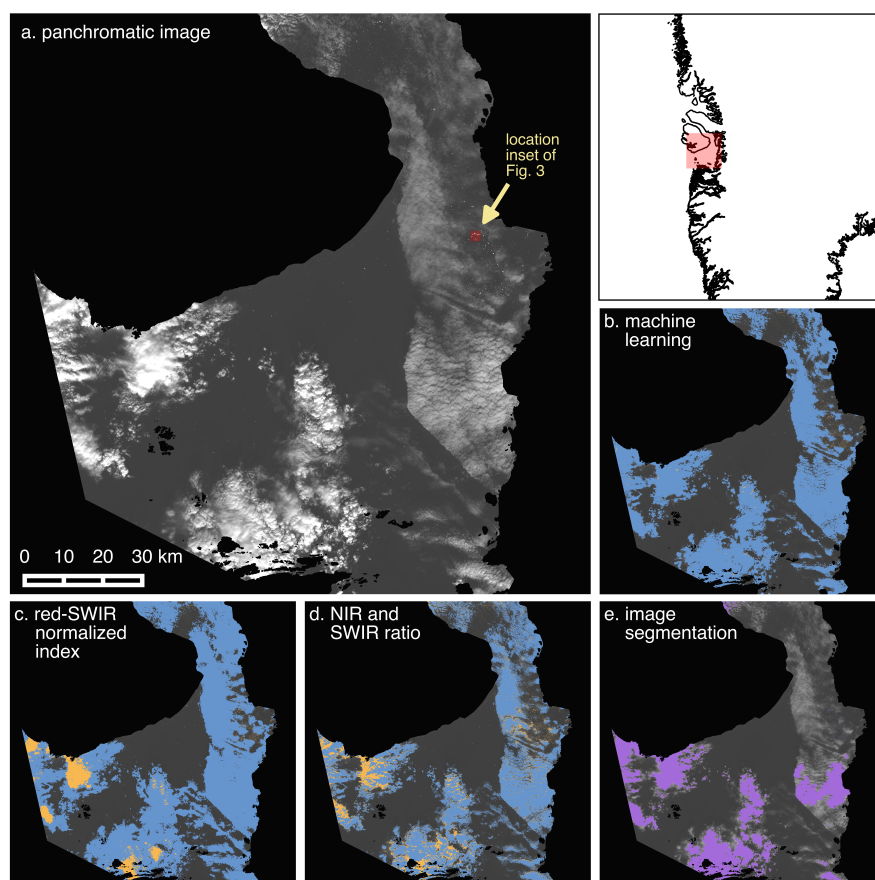 a. panchromatic image
location
inset of
Fig. 3
0 10 20 30 km
b. machine
learning
c. red-SWIR
normalized
index
d. NIR and
SWIR ratio
e. image
segmentation